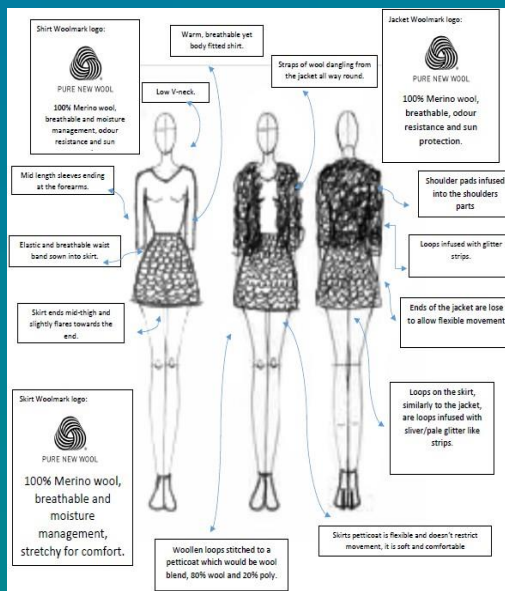 Shirt Woolmark logo:
PURE NEW WOOL
100% Merino wool,
breathable and moisture
management, odour
resistance and sun
Warm, breathable yet
body fitted shirt.
Low V-neck.
Straps of wool dangling from
the jacket all way round.
Jacket Woolmark logo:
PURE NEW WOOL
100% Merino wool,
breathable, odour
resistance and sun
protection.
Mid length sleeves ending
at the forearms.
Shoulder pads infused
into the shoulders
parts
Elastic and breathable waist
band sown into skirt.
Loops infused with glitter
strips.
Skirt ends mid-thigh and
slightly flares towards the
end.
Ends of the jacket are lose
to allow flexible movement
Skirt Woolmark logo:
PURE NEW WOOL
100% Merino wool,
breathable and
moisture
management,
stretchy for comfort.
Loops on the skirt,
similarly to the jacket,
are loops infused with
sliver/pale glitter like
strips.
Woollen loops stitched to a
petticoat which would be wool
blend, 80% wool and 20% poly.
Skirts petticoat is flexible and doesn't restrict
movement, it is soft and comfortable